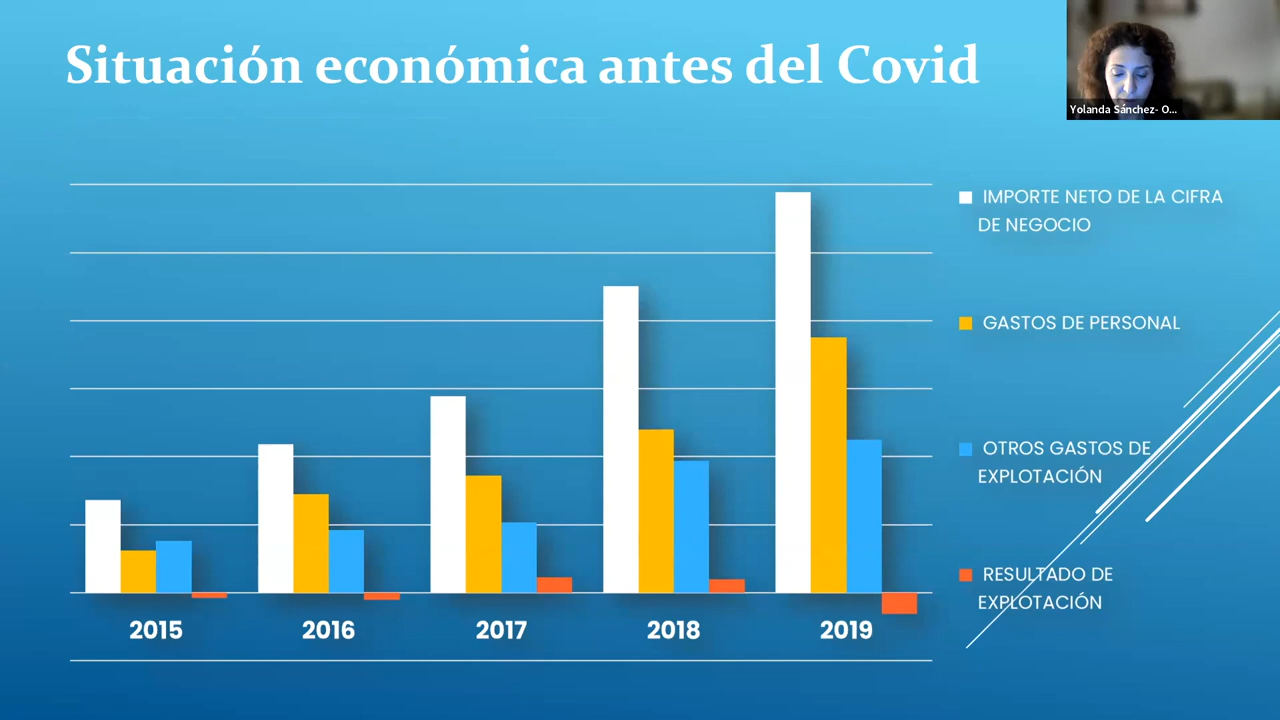 Situación económica antes del Covid
Yolanda Sánchez- O...
IMPORTE NETO DE LA CIFRA
DE NEGOCIO
GASTOS DE PERSONAL
OTROS GASTOS DE
EXPLOTACIÓN
RESULTADO DE
EXPLOTACIÓN
2015 2016 2017 2018 2019